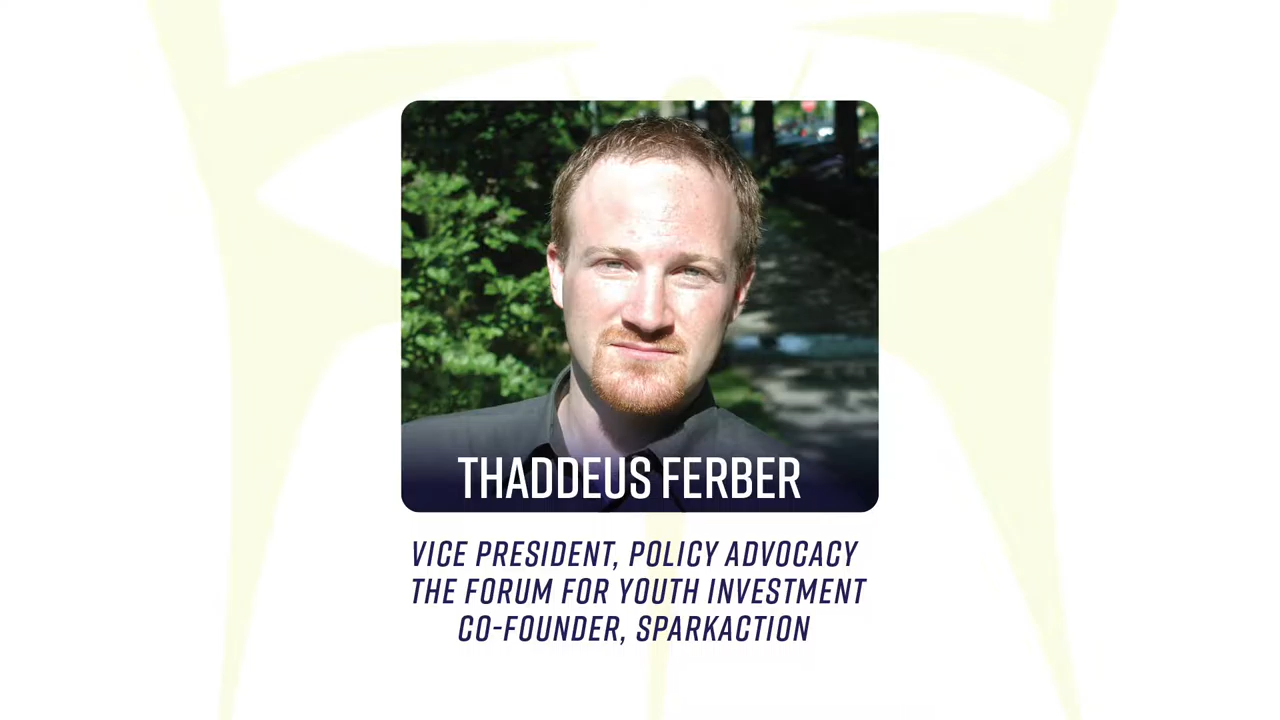 THADDEUS FERBER
VICE PRESIDENT, POLICY ADVOCACY
THE FORUM FOR YOUTH INVESTMENT
CO-FOUNDER, SPARKACTION